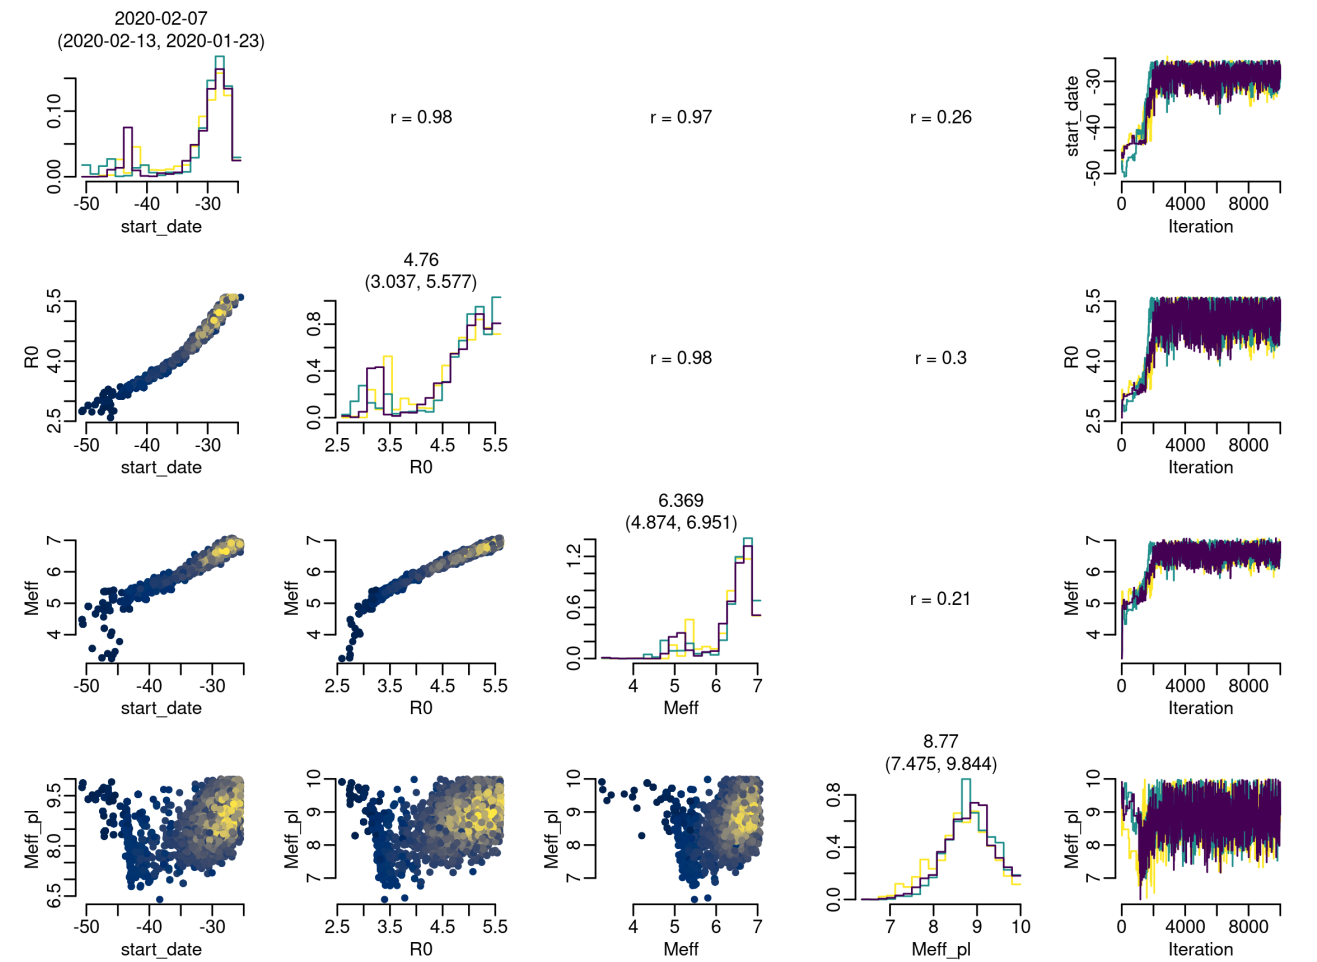 2020-02-07
(2020-02-13, 2020-01-23)
0.00 0.10
-50 -40 -30
start_date
r = 0.98
r = 0.97
r = 0.26
start_date
-50 -40 -30
0 4000 8000
Iteration
R0
2.5 4.0 5.5
-50 -40 -30
start_date
4.76
(3.037, 5.577)
0.0 0.4 0.8
2.5 3.5 4.5 5.5
R0
r = 0.98
r = 0.3
R0
2.5 4.0 5.5
0 4000 8000
Iteration
Meff
4 5 6 7
-50 -40 -30
start_date
Meff
4 5 6 7
2.5 3.5 4.5 5.5
R0
6.369
(4.874, 6.951)
0.0 0.6 1.2
4 5 6 7
Meff
r = 0.21
Meff
4 5 6 7
0 4000 8000
Iteration
Meff_pl
6.5 8.0 9.5
-50 -40 -30
start_date
Meff_pl
7 8 9 10
2.5 3.5 4.5 5.5
R0
Meff_pl
7 8 9 10
4 5 6 7
Meff
8.77
(7.475, 9.844)
0.0 0.4 0.8
7 8 9 10
Meff_pl
Meff_pl
7 8 9 10
0 4000 8000
Iteration